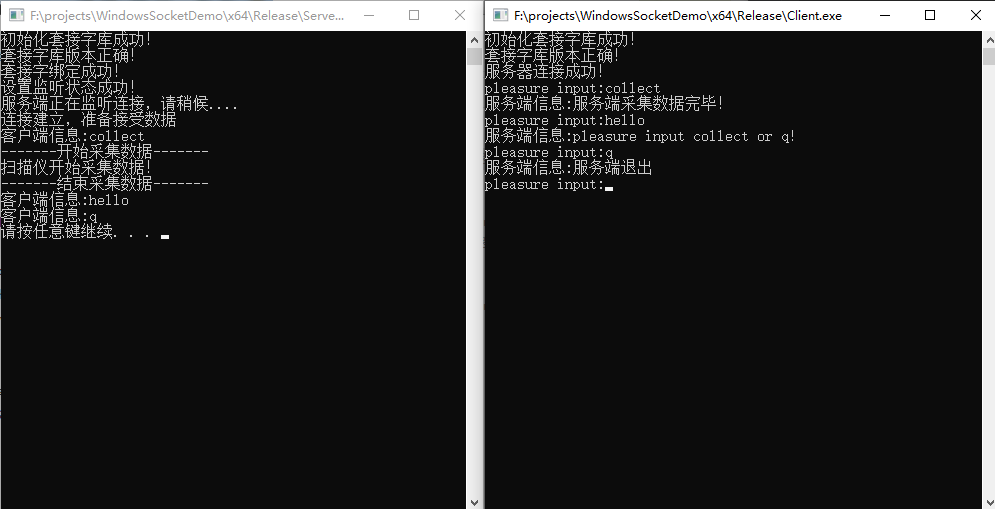 F:\projects\WindowsSocketDemo\x64\Release\Serve...
初始化套接字库成功!
套接字库版本正确!
套接字绑定成功!
设置监听状态成功!
服务端正在监听连接，请稍候....
连接建立，准备接受数据
客户端信息:collect
-------开始采集数据-------
扫描仪开始采集数据!
-------结束采集数据-------
客户端信息:hello
客户端信息:q
请按任意键继续. . .
F:\projects\WindowsSocketDemo\x64\Release\Client.exe
初始化套接字库成功!
套接字库版本正确!
服务器连接成功!
pleasure input:collect
服务端信息:服务端采集数据完毕!
pleasure input:hello
服务端信息:pleasure input collect or q!
pleasure input:q
服务端信息:服务端退出
pleasure input: